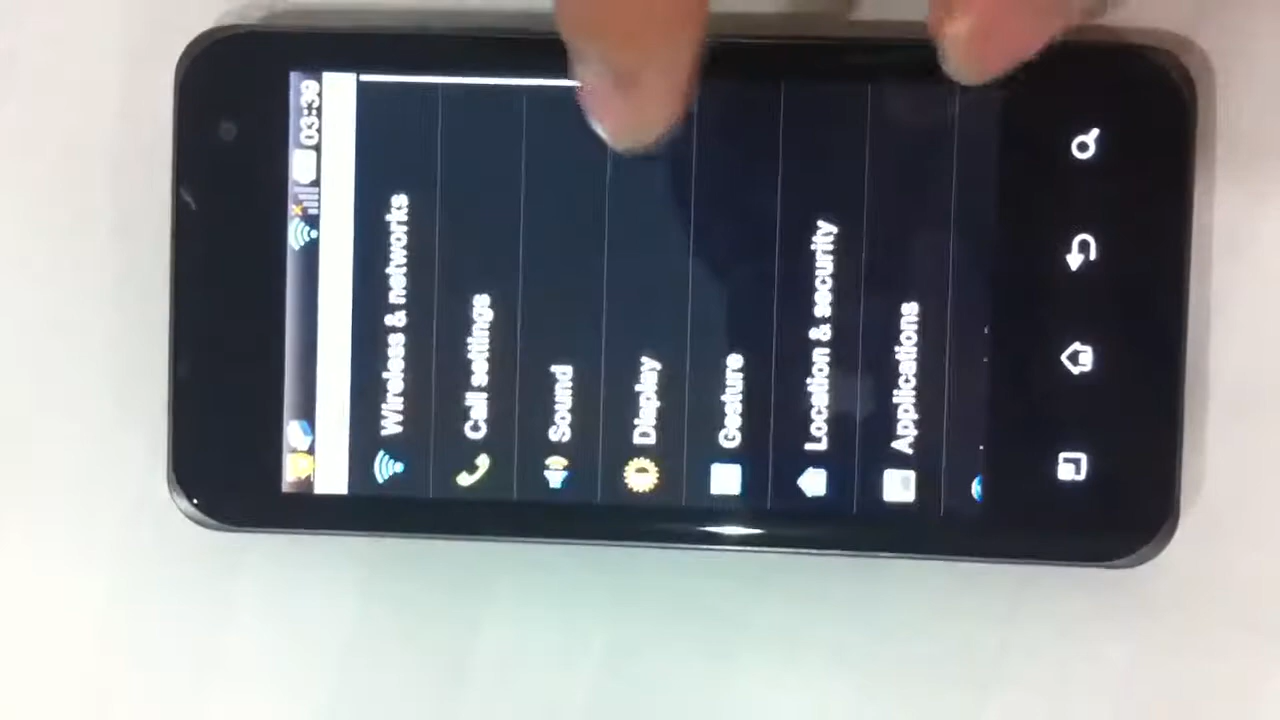 03:39
Wireless & networks
Call settings
Sound
Display
Gesture
Location & security
Applications